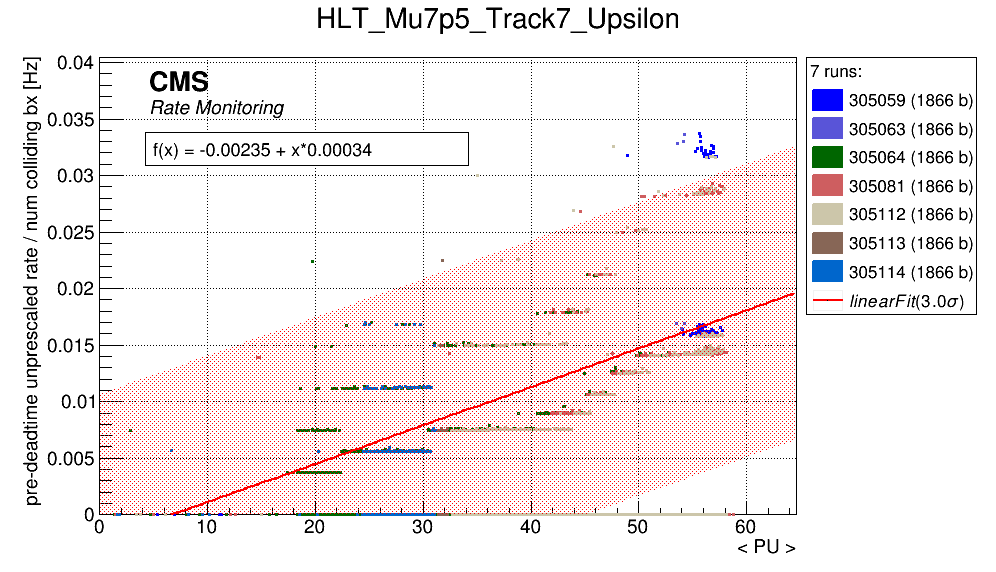 HLT_Mu7p5_Track7_Upsilon
pre-deadtime unprescaled rate / num colliding bx [Hz]
0.04
0.035
0.03
0.025
0.02
0.015
0.01
0.005
0
CMS
Rate Monitoring
f(x) = -0.00235 + x*0.00034
0 10 20 30 40 50 60
< PU >
7 runs:
305059 (1866 b)
305063 (1866 b)
305064 (1866 b)
305081 (1866 b)
305112 (1866 b)
305113 (1866 b)
305114 (1866 b)
linearFit(3.0σ)